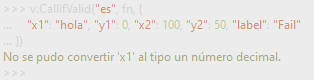 >>> v.CallIfValid("es", fn, {
...     "x1": "hola", "y1": 0, "x2": 100, "y2": 50, "label": "Fail"
... })
No se pudo convertir 'x1' al tipo un número decimal.
>>>